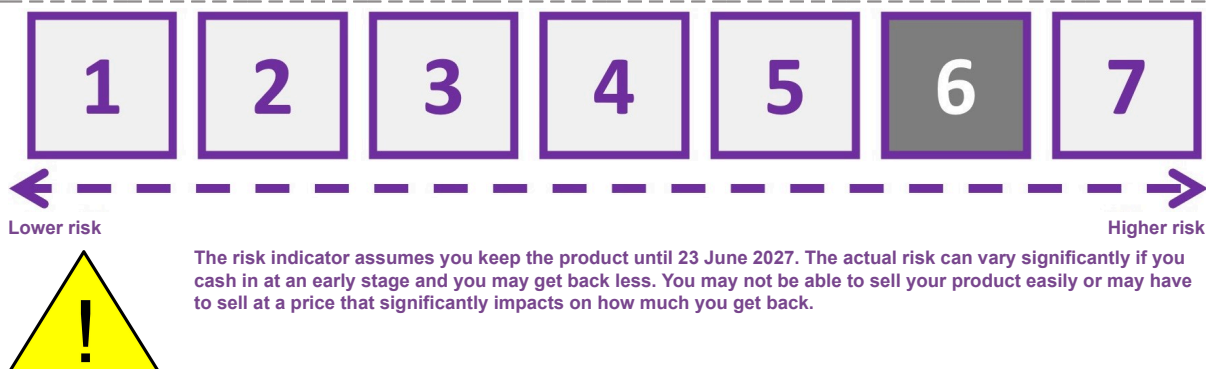 1 2 3 4 5 6 7
Lower risk Higher risk
The risk indicator assumes you keep the product until 23 June 2027. The actual risk can vary significantly if you
cash in at an early stage and you may get back less. You may not be able to sell your product easily or may have
to sell at a price that significantly impacts on how much you get back.
!